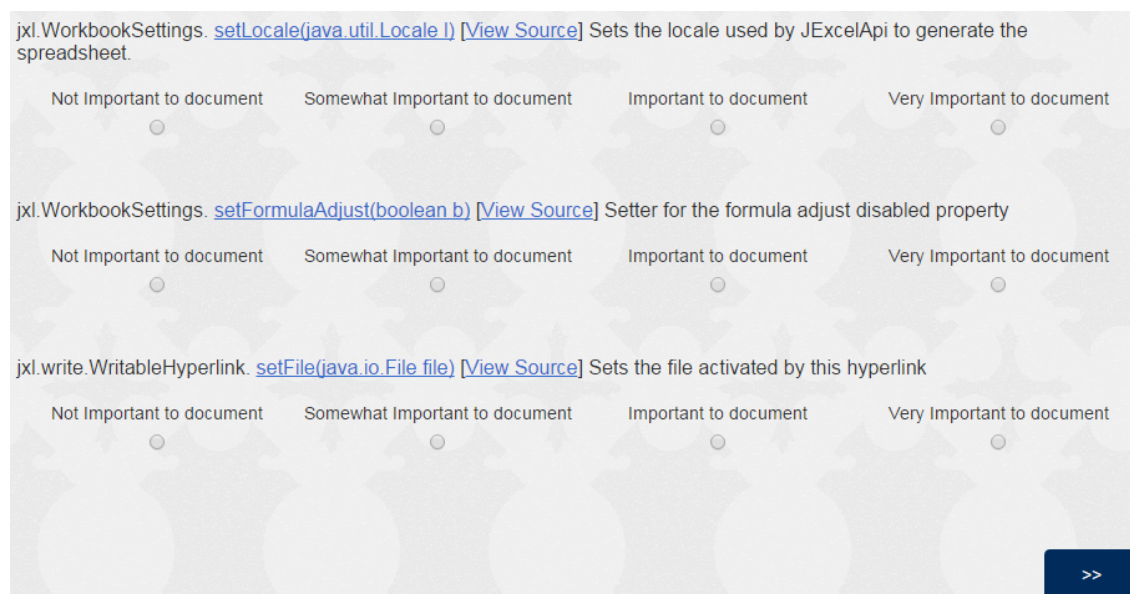 jxl.WorkbookSettings. setLocale(java.util.Locale l) [View Source] Sets the locale used by JExcelApi to generate the
spreadsheet.
Not Important to document Somewhat Important to document Important to document Very Important to document
jxl.WorkbookSettings. setFormulaAdjust(boolean b) [View Source] Setter for the formula adjust disabled property
Not Important to document Somewhat Important to document Important to document Very Important to document
jxl.write.WritableHyperlink. setFile(java.io.File file) [View Source] Sets the file activated by this hyperlink
Not Important to document Somewhat Important to document Important to document Very Important to document
>>